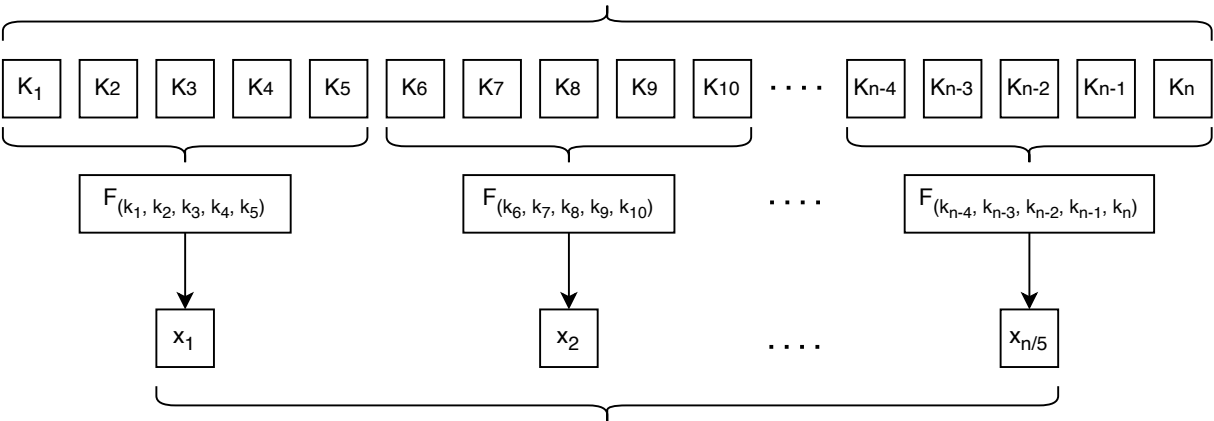 K1 K2 K3 K4 K5 K6 K7 K8 K9 K10 .... Kn-4 Kn-3 Kn-2 Kn-1 Kn
F(k1, k2, k3, k4, k5) F(k6, k7, k8, k9, k10) .... F(kn-4, kn-3, kn-2, kn-1, kn)
x1 x2 .... xn/5